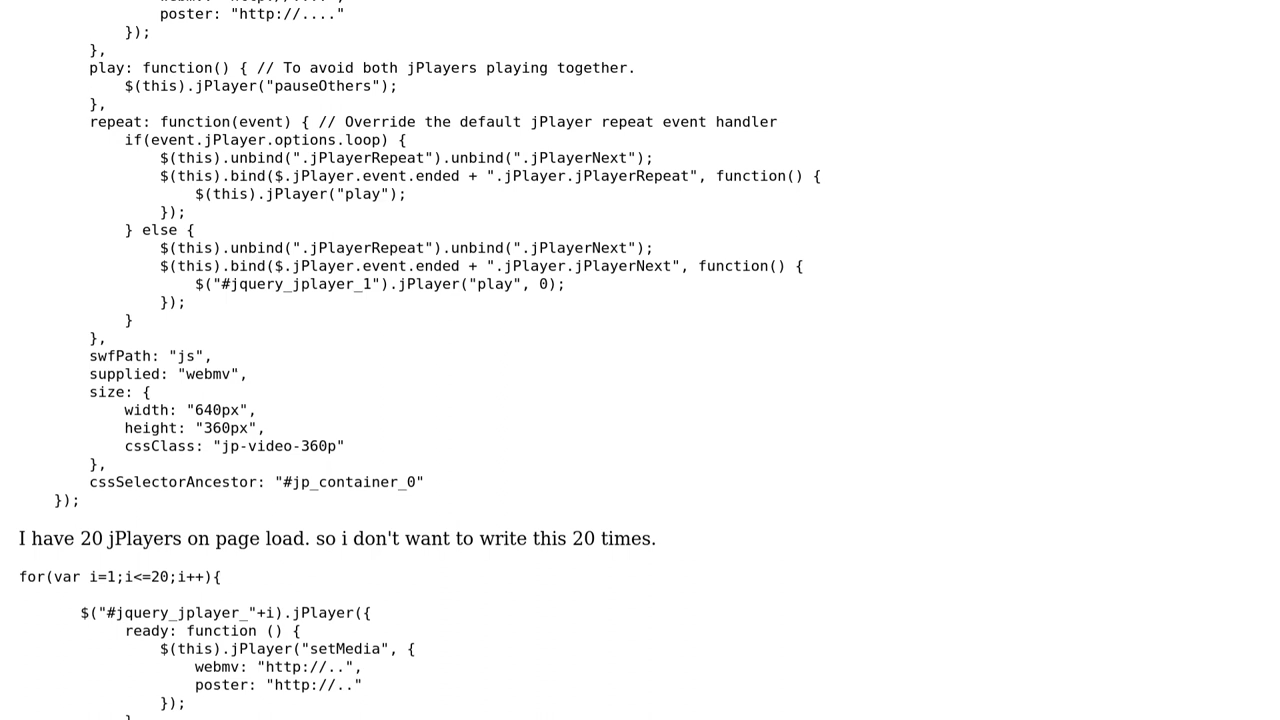 poster: "http://...."
});
},
play: function() { // To avoid both jPlayers playing together.
$(this).jPlayer("pauseOthers");
},
repeat: function(event) { // Override the default jPlayer repeat event handler
if(event.jPlayer.options.loop) {
$(this).unbind(".jPlayerRepeat").unbind(".jPlayerNext");
$(this).bind($.jPlayer.event.ended + ".jPlayer.jPlayerRepeat", function() {
$(this).jPlayer("play");
});
} else {
$(this).unbind(".jPlayerRepeat").unbind(".jPlayerNext");
$(this).bind($.jPlayer.event.ended + ".jPlayer.jPlayerNext", function() {
$("#jquery_jplayer_1").jPlayer("play", 0);
});
}
},
swfPath: "js",
supplied: "webmv",
size: {
width: "640px",
height: "360px",
cssClass: "jp-video-360p"
},
cssSelectorAncestor: "#jp_container_0"
});
I have 20 jPlayers on page load. so i don't want to write this 20 times.
for(var i=1;i<=20;i++){
$("#jquery_jplayer_"+i).jPlayer({
ready: function () {
$(this).jPlayer("setMedia", {
webmv: "http://..",
poster: "http://.."
});